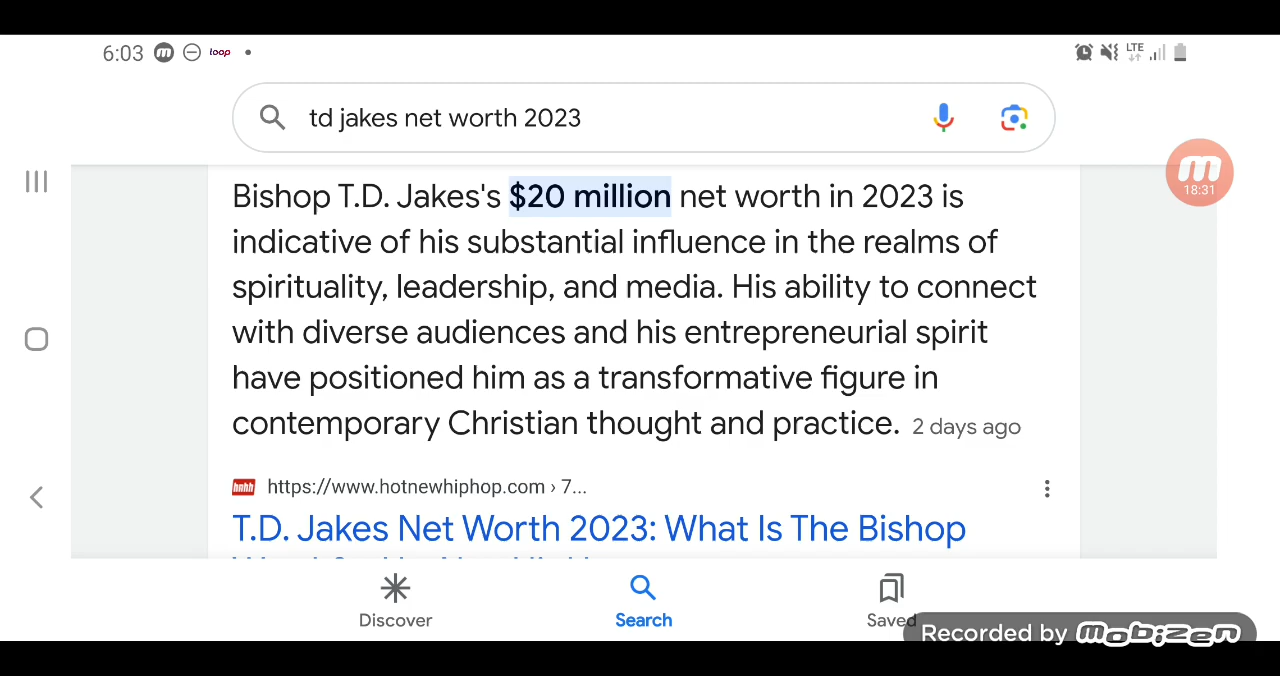 6:03 m loop
LTE
td jakes net worth 2023
18:31
Bishop T.D. Jakes's $20 million net worth in 2023 is
indicative of his substantial influence in the realms of
spirituality, leadership, and media. His ability to connect
with diverse audiences and his entrepreneurial spirit
have positioned him as a transformative figure in
contemporary Christian thought and practice. 2 days ago
hnhh https://www.hotnewhiphop.com › 7...
T.D. Jakes Net Worth 2023: What Is The Bishop
Discover Search Saved
Recorded by mobizen